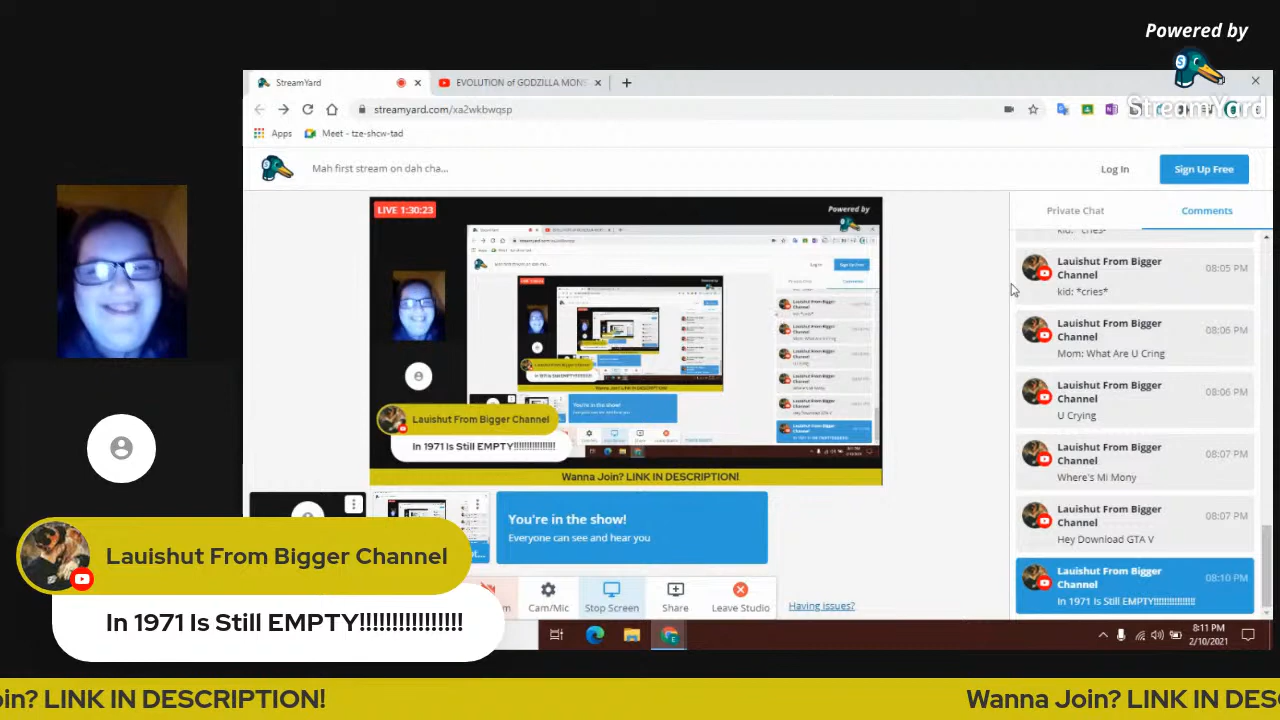 Powered by
StreamYard
StreamYard
EVOLUTION of GODZILLA MONS
streamyard.com/xa2wkbwqsp
Apps
Meet - tze-shcw-tad
Mah first stream on dah cha...
Log In
Sign Up Free
LIVE 1:30:23
Powered by
Private Chat
Comments
kid: *cries*
Lauishut From Bigger
Channel
08:05 PM
kid: *cries*
Lauishut From Bigger
Channel
08:06 PM
Mom: What Are U Cring
Lauishut From Bigger
Channel
08:06 PM
U Crying
Lauishut From Bigger
Channel
08:07 PM
Where's Mi Mony
Lauishut From Bigger
Channel
08:07 PM
Hey Download GTA V
Lauishut From Bigger
Channel
08:10 PM
In 1971 Is Still EMPTY!!!!!!!!!!!!!!!!
Lauishut From Bigger Channel
In 1971 Is Still EMPTY!!!!!!!!!!!!!!!!
Wanna Join? LINK IN DESCRIPTION!
You're in the show!
Everyone can see and hear you
Cam/Mic
Stop Screen
Share
Leave Studio
Having issues?
8:11 PM
2/10/2021
Lauishut From Bigger Channel
In 1971 Is Still EMPTY!!!!!!!!!!!!!!!!
oin? LINK IN DESCRIPTION!
Wanna Join? LINK IN DESC